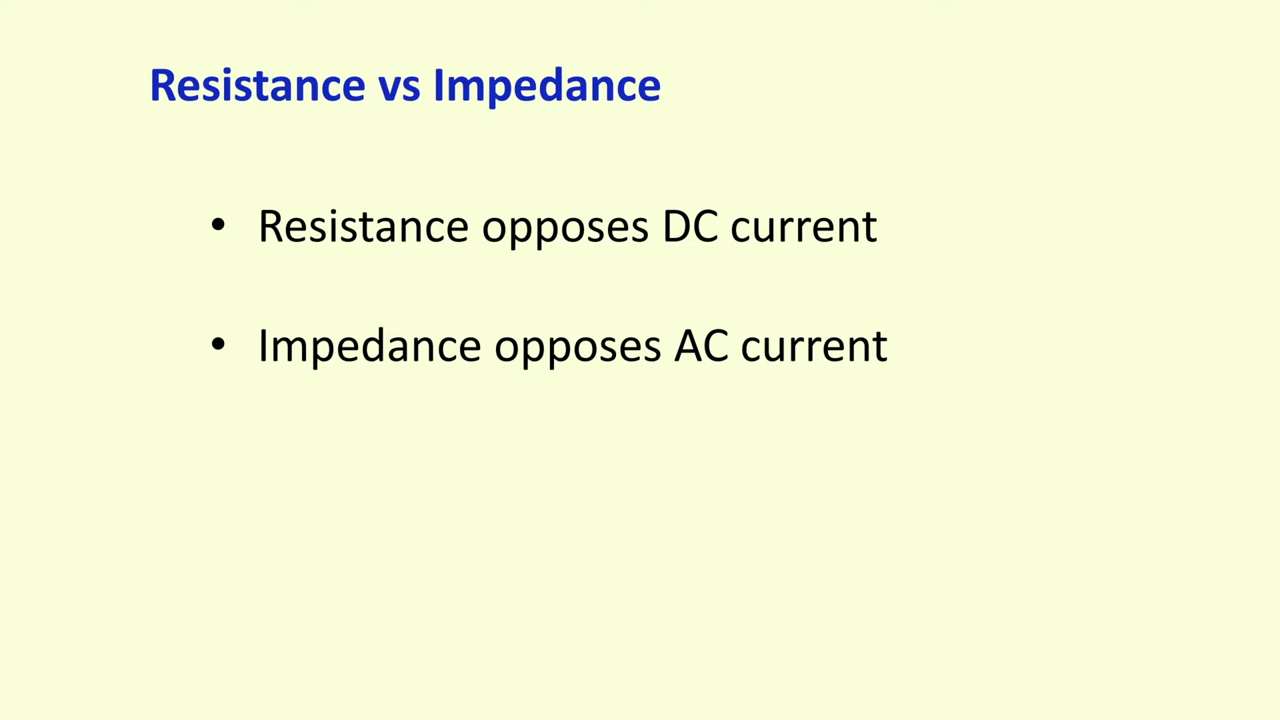 Resistance vs Impedance
• Resistance opposes DC current
• Impedance opposes AC current